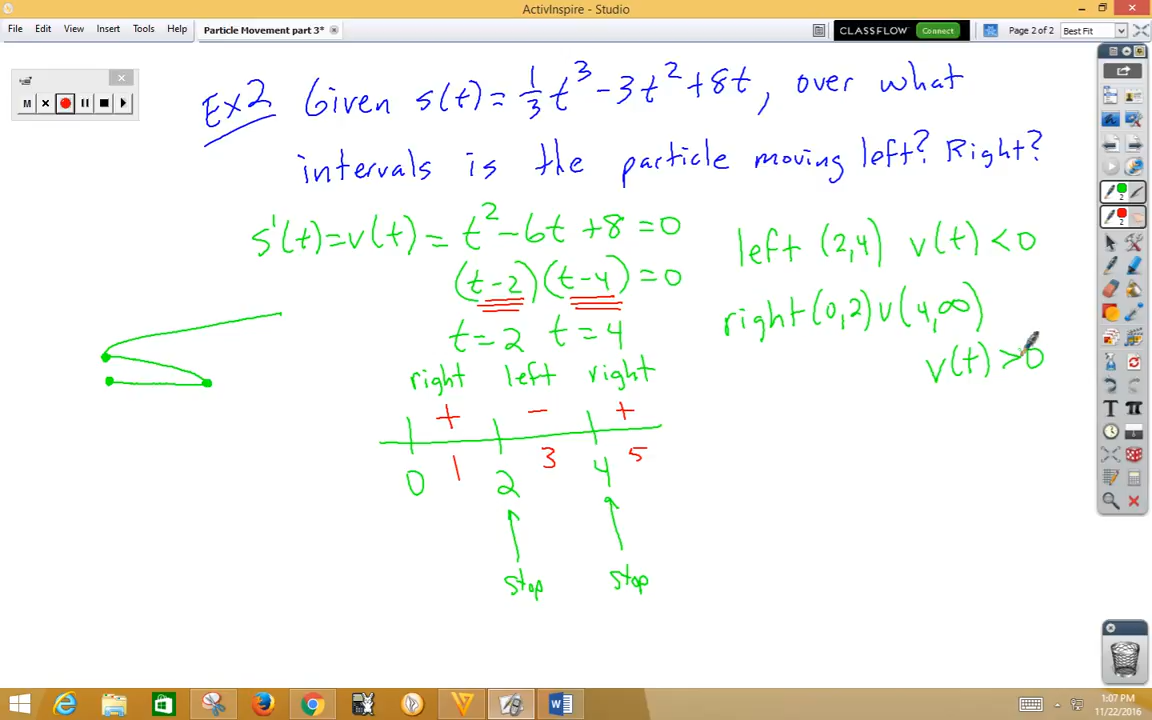 ActivInspire - Studio
File Edit View Insert Tools Help Particle Movement part 3* CLASSFLOW Connect Page 2 of 2 Best Fit
Ex2 Given s(t) = 1/3 t³ - 3t² + 8t, over what
intervals is the particle moving left? Right?
s'(t) = v(t) = t² - 6t + 8 = 0
(t-2)(t-4) = 0
t = 2 t = 4
left (2,4) v(t) < 0
right (0,2) ∪ (4,∞)
v(t) > 0
right left right
+ - +
0 1 2 3 4 5
stop stop
M
2
2
1:07 PM
11/22/2016